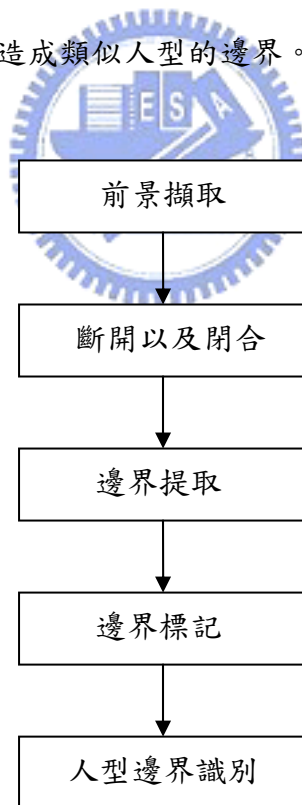 造成類似人型的邊界。
ES
前景擷取
斷開以及閉合
邊界提取
邊界標記
人型邊界識別